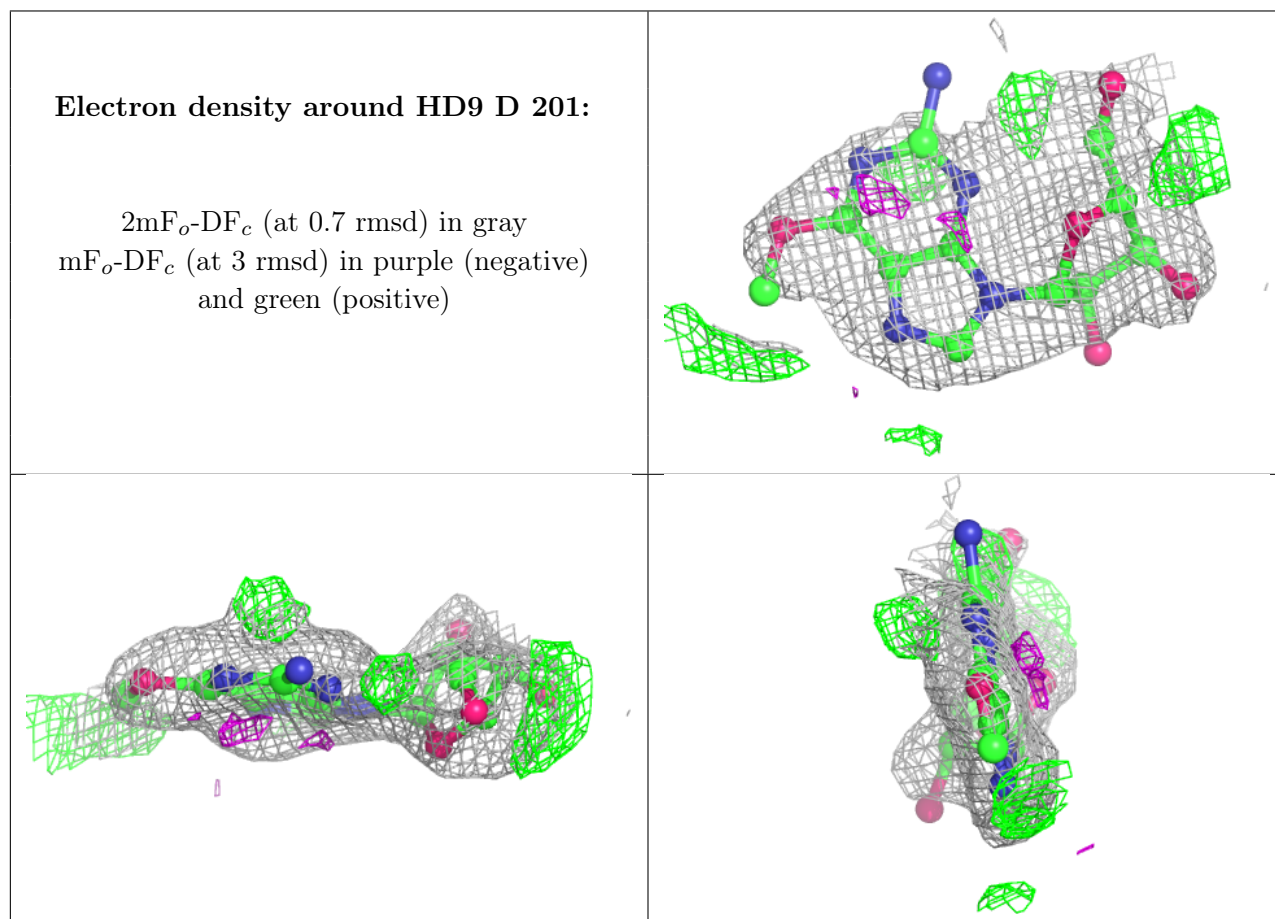 Electron density around HD9 D 201:
2mFo-DFc (at 0.7 rmsd) in gray
mFo-DFc (at 3 rmsd) in purple (negative)
and green (positive)